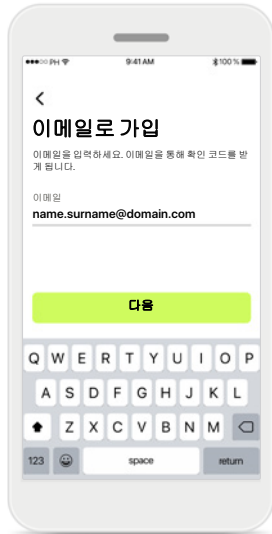 PH
9:41 AM
100 %
이메일로 가입
이메일을 입력하세요. 이메일을 통해 확인 코드를 받
게 됩니다.
이메일
name.surname@domain.com
다음
Q W E R T Y U I O P
A S D F G H J K L
Z X C V B N M
123 space return